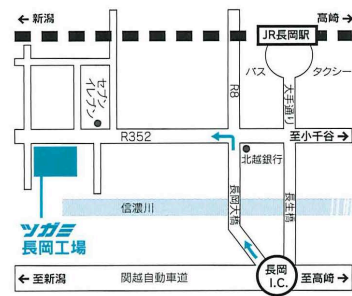 ← 新潟
高崎 →
JR長岡駅
バス
タクシー
セブン
イレブン
R8
大手通り
R352
至小千谷 →
北越銀行
ツガミ
長岡工場
信濃川
長岡大橋
長生橋
← 至新潟
関越自動車道
長岡
I.C.
至高崎 →